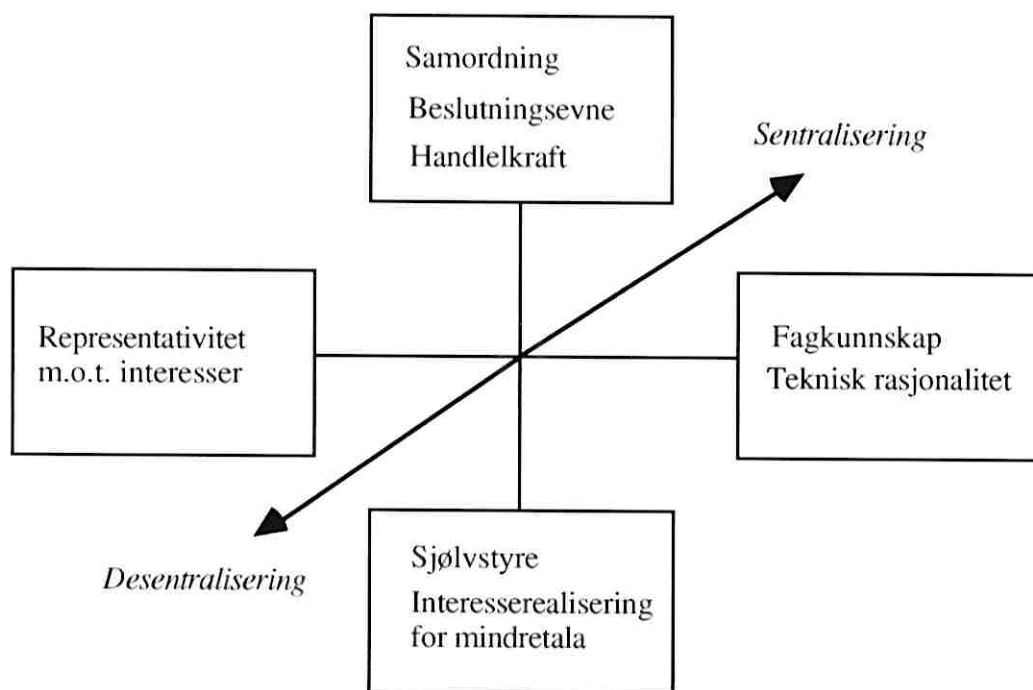 Samordning
Beslutningsevne
Handlelkraft
Sentralisering
Representativitet
m.o.t. interesser
Fagkunnskap
Teknisk rasjonalitet
Desentralisering
Sjølvstyre
Interesserealisering
for mindretala